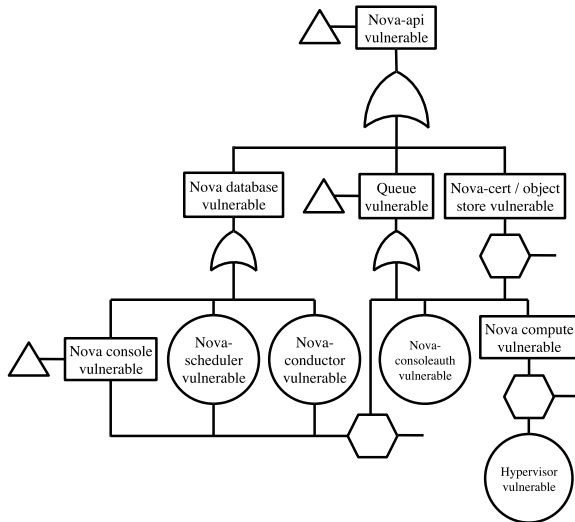 Nova-api
vulnerable
Nova database
vulnerable
Queue
vulnerable
Nova-cert / object
store vulnerable
Nova console
vulnerable
Nova-
scheduler
vulnerable
Nova-
conductor
vulnerable
Nova-
consoleauth
vulnerable
Nova compute
vulnerable
Hypervisor
vulnerable